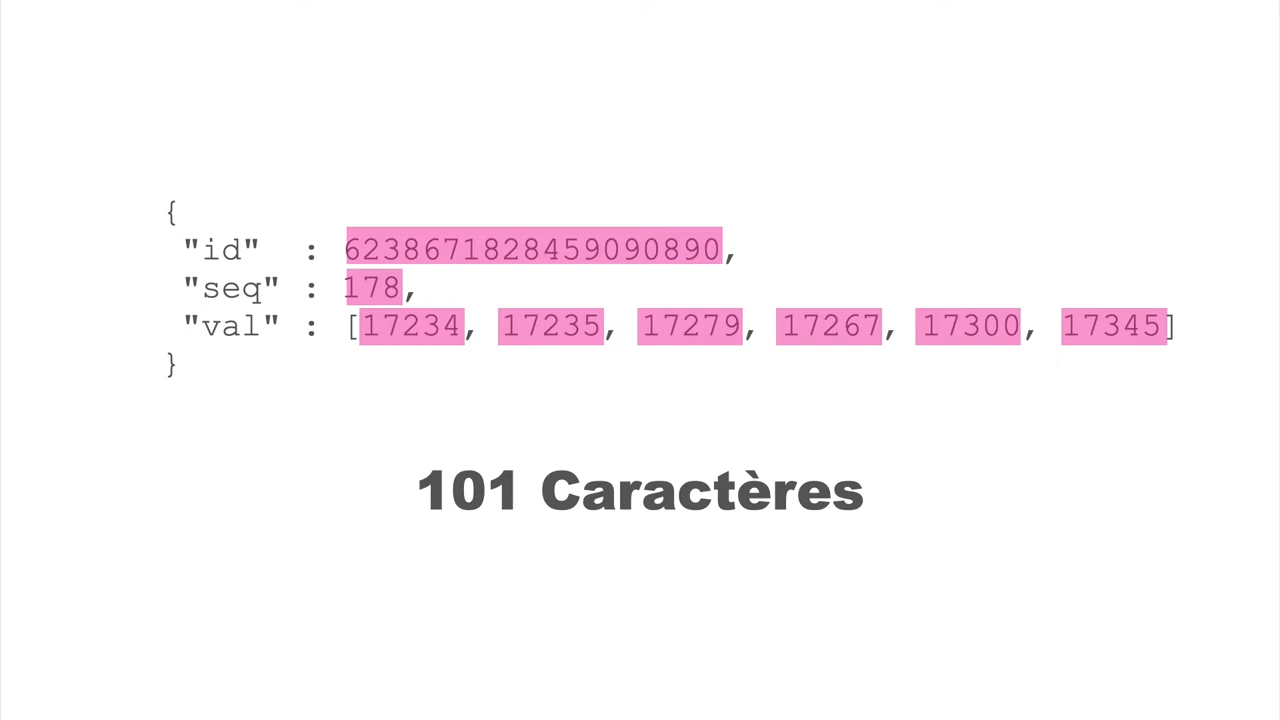 {
"id"  : 6238671828459090890,
"seq" : 178,
"val" : [17234, 17235, 17279, 17267, 17300, 17345]
}
101 Caractères